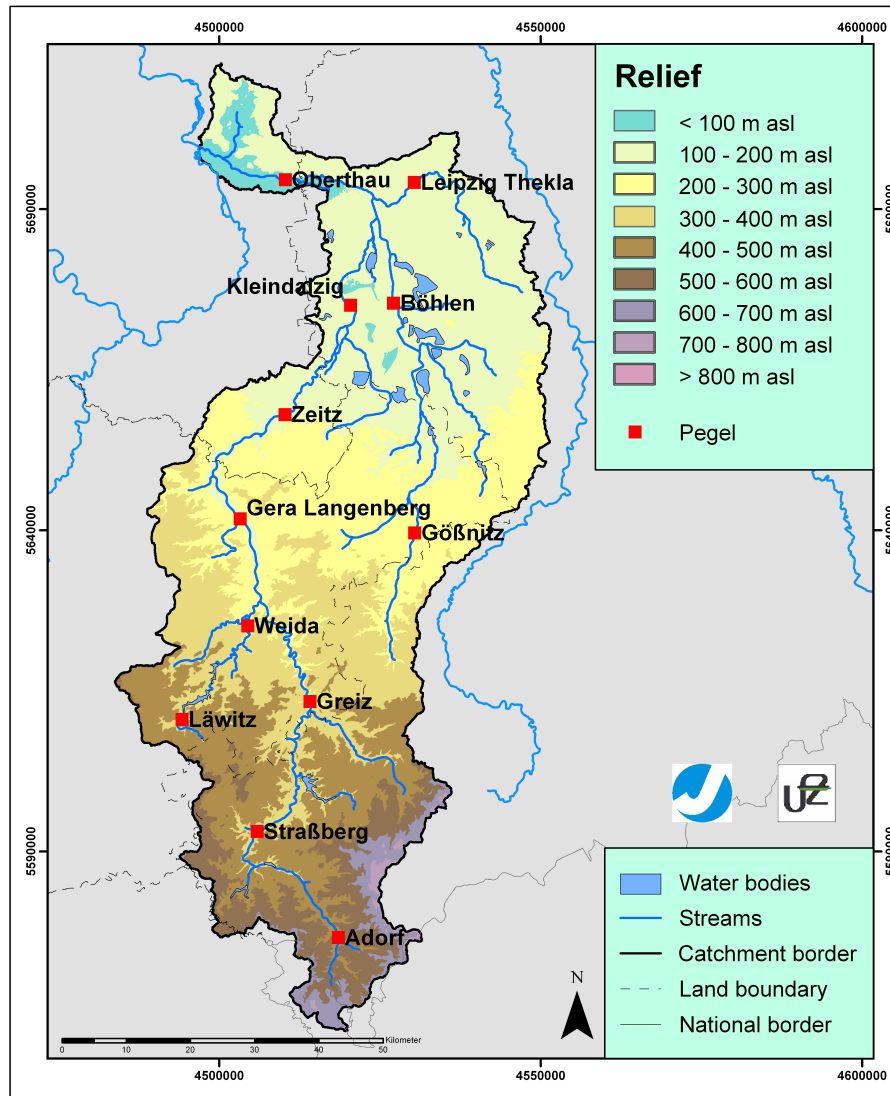 4500000 4550000 4600000
Relief
< 100 m asl
100 - 200 m asl
200 - 300 m asl
300 - 400 m asl
400 - 500 m asl
500 - 600 m asl
600 - 700 m asl
700 - 800 m asl
> 800 m asl
Pegel
5690000
5640000
5640000
5590000
5590000
Oberthau
Leipzig Thekla
Kleindalzig
Böhlen
Zeitz
Gera Langenberg
Gößnitz
Weida
Greiz
Läwitz
Straßberg
Adorf
UFZ
Water bodies
Streams
Catchment border
Land boundary
National border
N
Kilometer
0 10 20 30 40 50
4500000 4550000 4600000